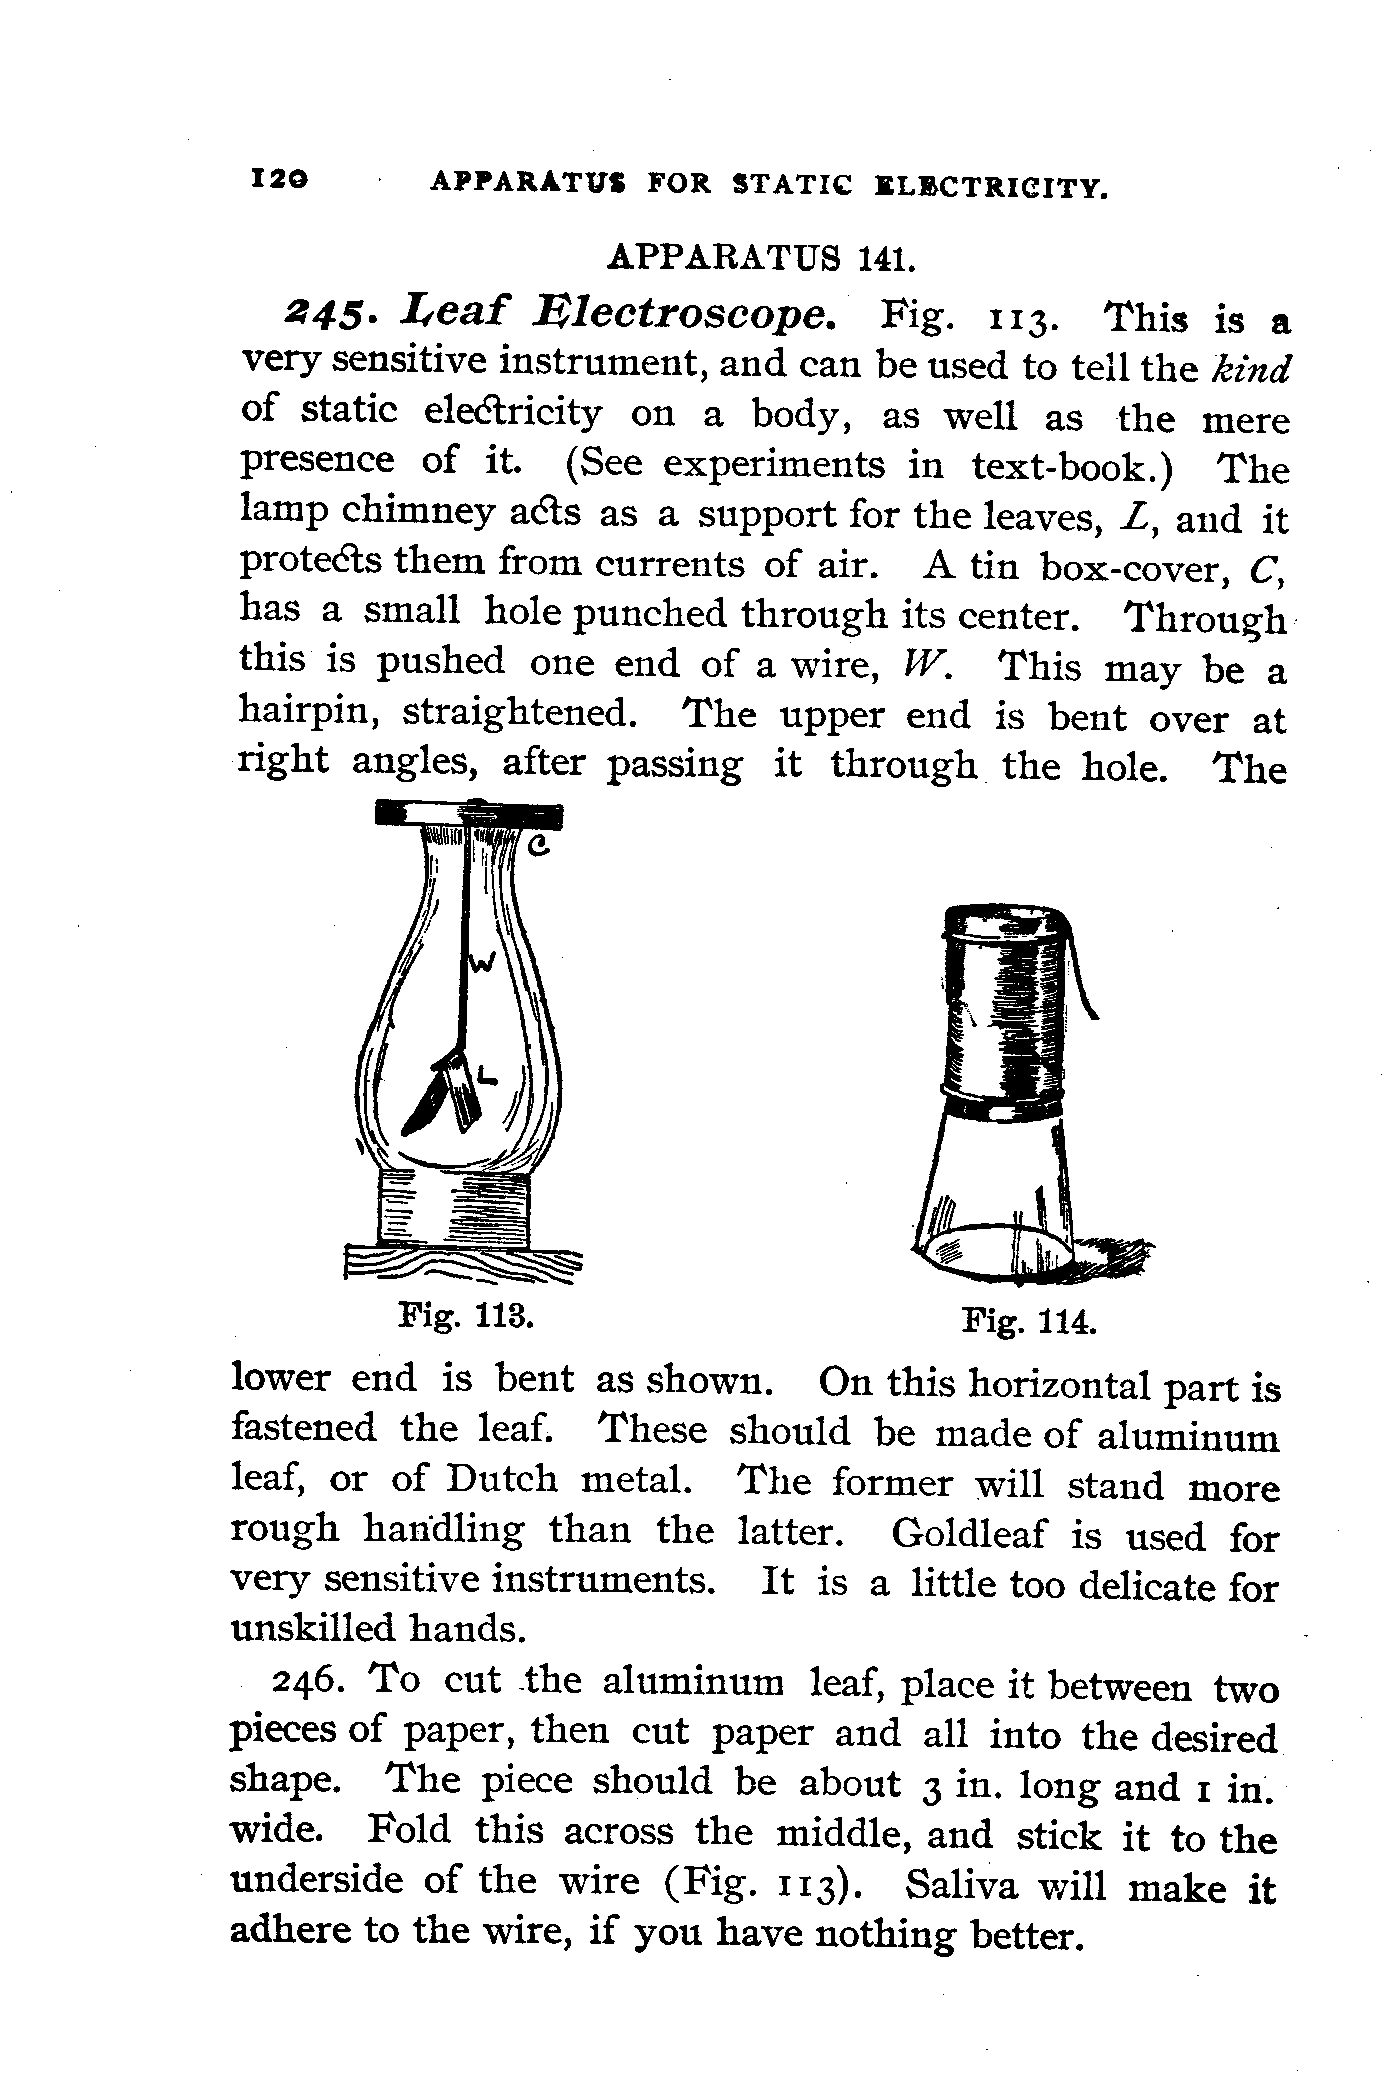 120 APPARATUS FOR STATIC ELECTRICITY.
APPARATUS 141.
245. Leaf Electroscope. Fig. 113. This is a
very sensitive instrument, and can be used to tell the kind
of static electricity on a body, as well as the mere
presence of it. (See experiments in text-book.) The
lamp chimney acts as a support for the leaves, L, and it
protects them from currents of air. A tin box-cover, C,
has a small hole punched through its center. Through
this is pushed one end of a wire, W. This may be a
hairpin, straightened. The upper end is bent over at
right angles, after passing it through the hole. The
C
W
L
Fig. 113.
Fig. 114.
lower end is bent as shown. On this horizontal part is
fastened the leaf. These should be made of aluminum
leaf, or of Dutch metal. The former will stand more
rough handling than the latter. Goldleaf is used for
very sensitive instruments. It is a little too delicate for
unskilled hands.
246. To cut the aluminum leaf, place it between two
pieces of paper, then cut paper and all into the desired
shape. The piece should be about 3 in. long and 1 in.
wide. Fold this across the middle, and stick it to the
underside of the wire (Fig. 113). Saliva will make it
adhere to the wire, if you have nothing better.